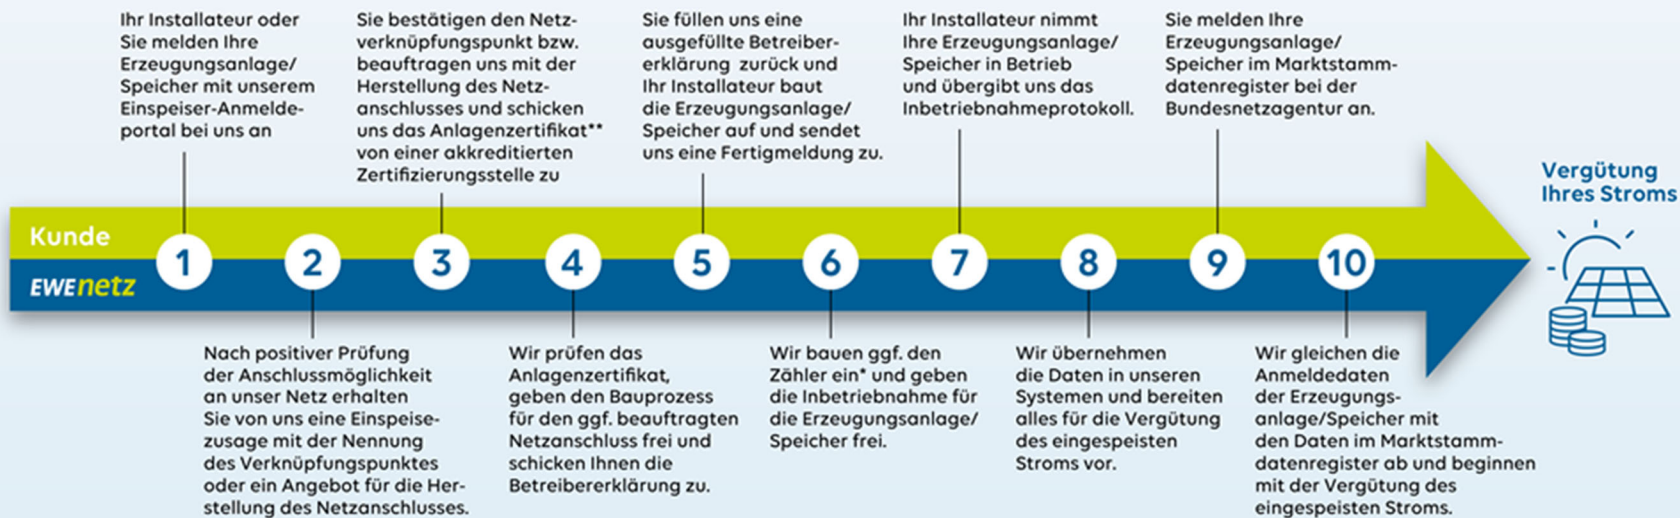 Ihr Installateur oder
Sie melden Ihre
Erzeugungsanlage/
Speicher mit unserem
Einspeiser-Anmelde-
portal bei uns an
Sie bestätigen den Netz-
verknüpfungspunkt bzw.
beauftragen uns mit der
Herstellung des Netz-
anschlusses und schicken
uns das Anlagenzertifikat**
von einer akkreditierten
Zertifizierungsstelle zu
Sie füllen uns eine
ausgefüllte Betreiber-
erklärung zurück und
Ihr Installateur baut
die Erzeugungsanlage/
Speicher auf und sendet
uns eine Fertigmeldung zu.
Ihr Installateur nimmt
Ihre Erzeugungsanlage/
Speicher in Betrieb
und übergibt uns das
Inbetriebnahmeprotokoll.
Sie melden Ihre
Erzeugungsanlage/
Speicher im Marktstamm-
datenregister bei der
Bundesnetzagentur an.
Vergütung
Ihres Stroms
Kunde
EWE netz
1
2
3
4
5
6
7
8
9
10
Nach positiver Prüfung
der Anschlussmöglichkeit
an unser Netz erhalten
Sie von uns eine Einspeise-
zusage mit der Nennung
des Verknüpfungspunktes
oder ein Angebot für die Her-
stellung des Netzanschlusses.
Wir prüfen das
Anlagenzertifikat,
geben den Bauprozess
für den ggf. beauftragten
Netzanschluss frei und
schicken Ihnen die
Betreibererklärung zu.
Wir bauen ggf. den
Zähler ein* und geben
die Inbetriebnahme für
die Erzeugungsanlage/
Speicher frei.
Wir übernehmen
die Daten in unseren
Systemen und bereiten
alles für die Vergütung
des eingespeisten
Stroms vor.
Wir gleichen die
Anmeldedaten
der Erzeugungs-
anlage/Speicher mit
den Daten im Marktstamm-
datenregister ab und beginnen
mit der Vergütung des
eingespeisten Stroms.